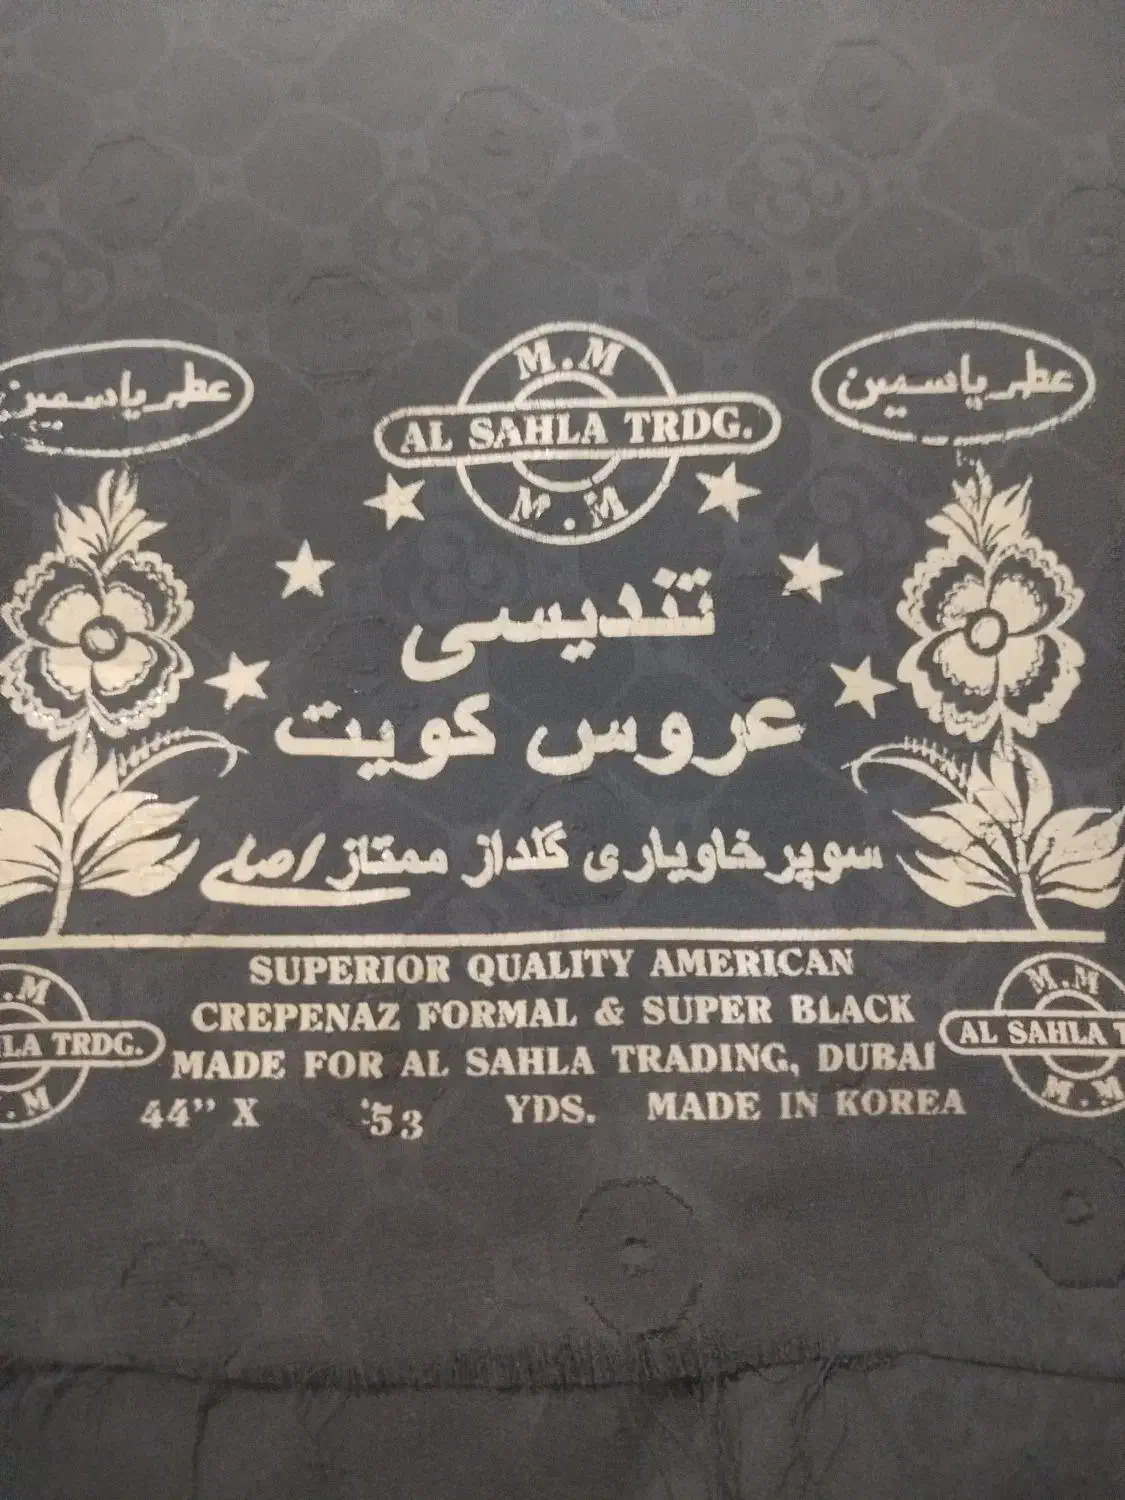 M.M
AL SAHLA TRDG.
M.M
عطر یاسمین
عطر یاسمین
تندیسی
عروس کویت
سوپر خاویاری گلداز ممتاز اصلی
SUPERIOR QUALITY AMERICAN
CREPENAZ FORMAL & SUPER BLACK
MADE FOR AL SAHLA TRADING, DUBAI
44” X 53 YDS. MADE IN KOREA
.M
LA TRDG.
.M
M.M
AL SAHLA T
M.M